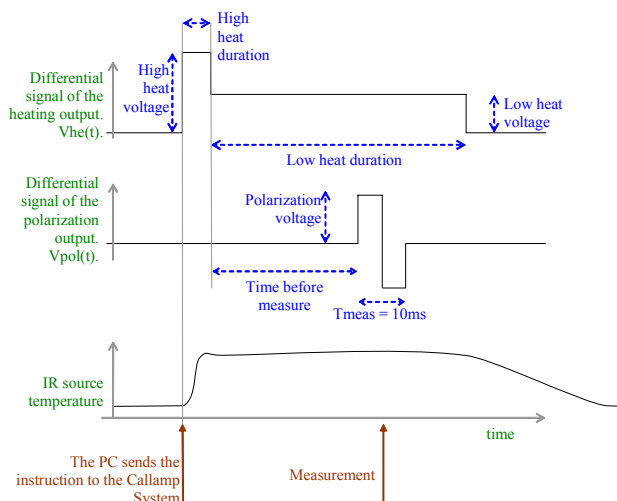 High
heat
duration
High
heat
voltage
Differential
signal of the
heating output.
Vhe(t).
Low heat
voltage
Low heat duration
Differential
signal of the
polarization
output.
Vpol(t).
Polarization
voltage
Time before
measure
Tmeas = 10ms
IR source
temperature
time
The PC sends the
instruction to the Callamp
System
Measurement